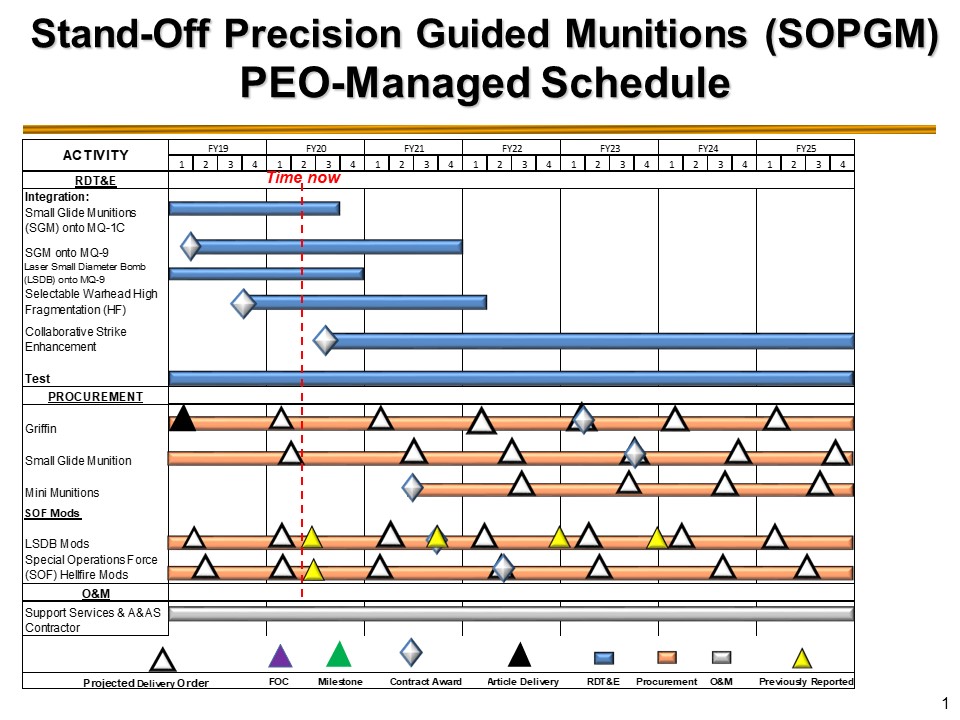 Stand-Off Precision Guided Munitions (SOPGM)
PEO-Managed Schedule
ACTIVITY
FY19 FY20 FY21 FY22 FY23 FY24 FY25
1 2 3 4 1 2 3 4 1 2 3 4 1 2 3 4 1 2 3 4 1 2 3 4 1 2 3 4
RDT&E
Time now
Integration:
Small Glide Munitions
(SGM) onto MQ-1C
SGM onto MQ-9
Laser Small Diameter Bomb
(LSDB) onto MQ-9
Selectable Warhead High
Fragmentation (HF)
Collaborative Strike
Enhancement
Test
PROCUREMENT
Griffin
Small Glide Munition
Mini Munitions
SOF Mods
LSDB Mods
Special Operations Force
(SOF) Hellfire Mods
O&M
Support Services & A&AS
Contractor
Projected Delivery Order FOC Milestone Contract Award Article Delivery RDT&E Procurement O&M Previously Reported
1